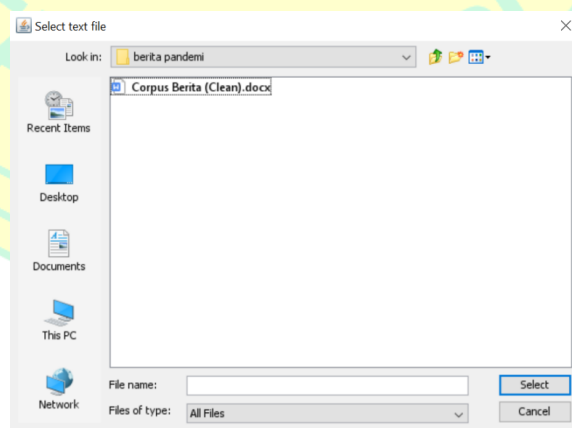 Select text file
Look in: berita pandemi
Corpus Berita (Clean).docx
Recent Items
Desktop
Documents
This PC
Network
File name:
Select
Files of type: All Files
Cancel